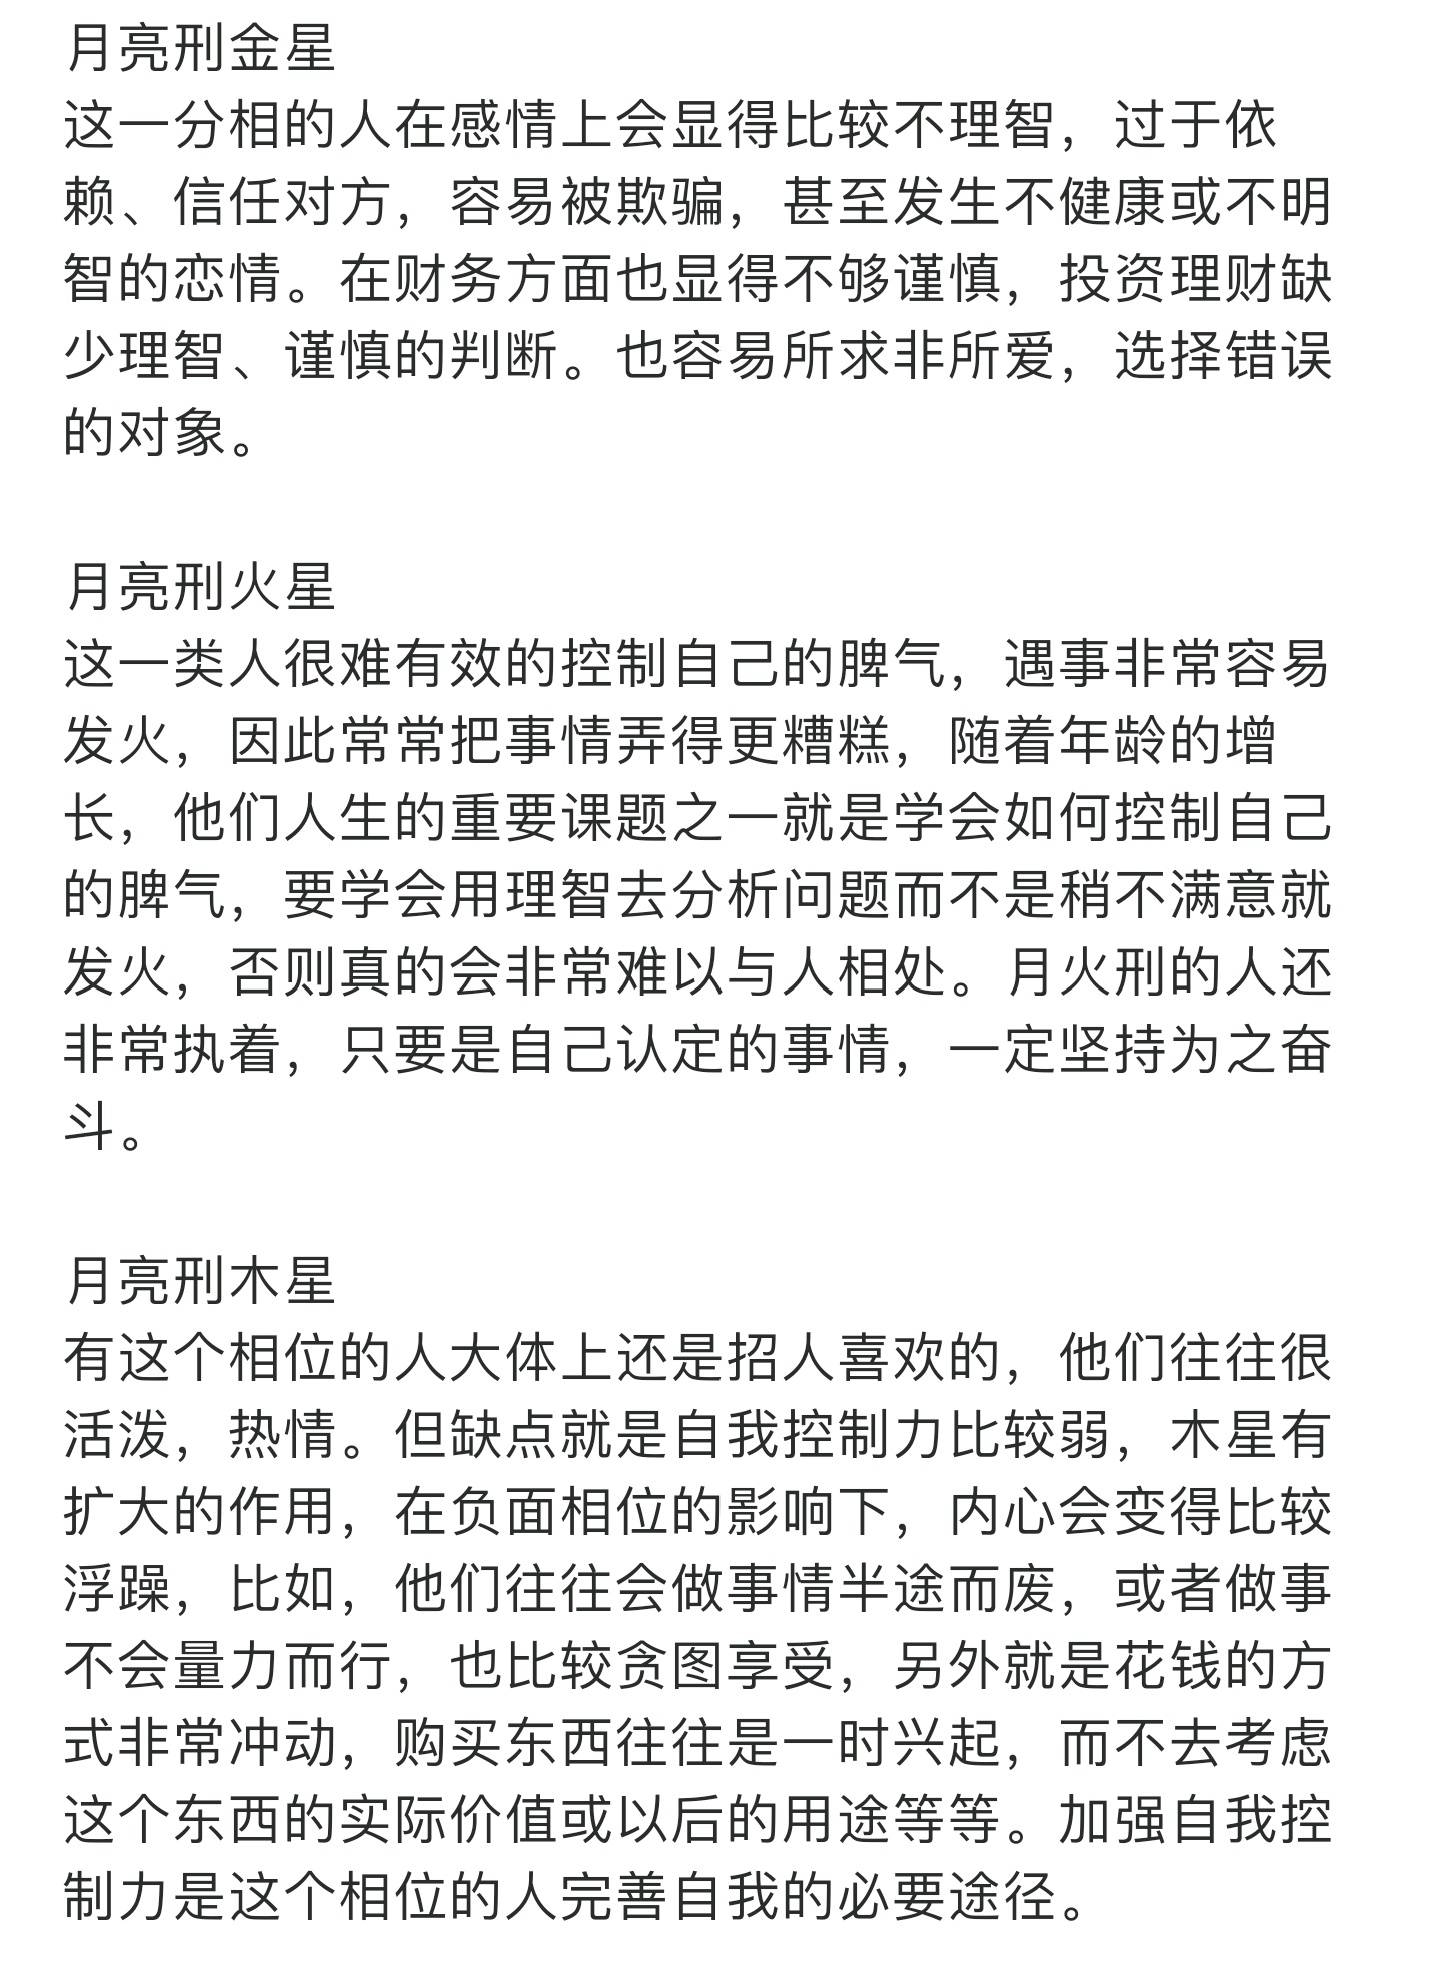 月亮刑金星
这一分相的人在感情上会显得比较不理智，过于依
赖、信任对方，容易被欺骗，甚至发生不健康或不明
智的恋情。在财务方面也显得不够谨慎，投资理财缺
少理智、谨慎的判断。也容易所求非所爱，选择错误
的对象。
月亮刑火星
这一类人很难有效的控制自己的脾气，遇事非常容易
发火，因此常常把事情弄得更糟糕，随着年龄的增
长，他们人生的重要课题之一就是学会如何控制自己
的脾气，要学会用理智去分析问题而不是稍不满意就
发火，否则真的会非常难以与人相处。月火刑的人还
非常执着，只要是自己认定的事情，一定坚持为之奋
斗。
月亮刑木星
有这个相位的人大体上还是招人喜欢的，他们往往很
活泼，热情。但缺点就是自我控制力比较弱，木星有
扩大的作用，在负面相位的影响下，内心会变得比较
浮躁，比如，他们往往会做事情半途而废，或者做事
不会量力而行，也比较贪图享受，另外就是花钱的方
式非常冲动，购买东西往往是一时兴起，而不去考虑
这个东西的实际价值或以后的用途等等。加强自我控
制力是这个相位的人完善自我的必要途径。